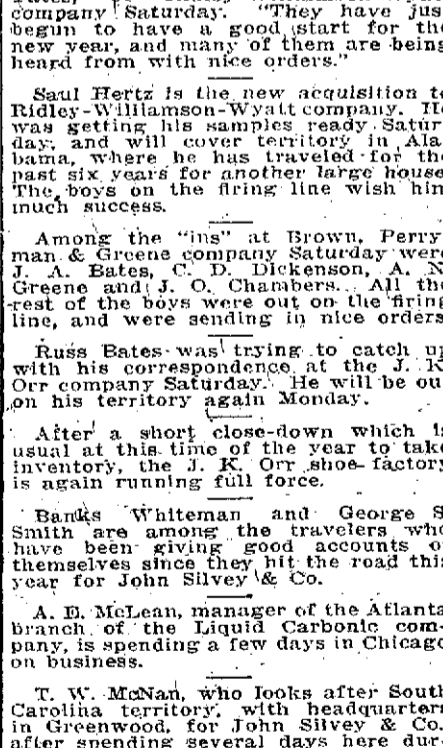 company Saturday. "They have jus
begun to have a good start for th
new year, and many of them are being
heard from with nice orders."
Saul Hertz is the new acquisition t
Ridley-Williamson-Wyatt company. H
was getting his samples ready Satur
day, and will cover territory in Ala
bama, where he has traveled for th
past six years for another large house
The boys on the firing line wish him
much success.
Among the "ins" at Brown, Perry
man & Greene company Saturday wer
J. A. Bates, C. D. Dickenson, A. N
Greene and J. O. Chambers. All th
rest of the boys were out on the firing
line, and were sending in nice orders
Russ Bates was trying to catch up
with his correspondence at the J. K
Orr company Saturday. He will be ou
on his territory again Monday.
After a short close-down which is
usual at this time of the year to take
inventory, the J. K. Orr shoe factory
is again running full force.
Banks Whiteman and George S
Smith are among the travelers who
have been giving good accounts o
themselves since they hit the road this
year for John Silvey & Co.
A. E. McLean, manager of the Atlanta
branch of the Liquid Carbonic com-
pany, is spending a few days in Chicago
on business.
T. W. McNan, who looks after South
Carolina territory, with headquarters
in Greenwood, for John Silvey & Co.
after spending several days here dur